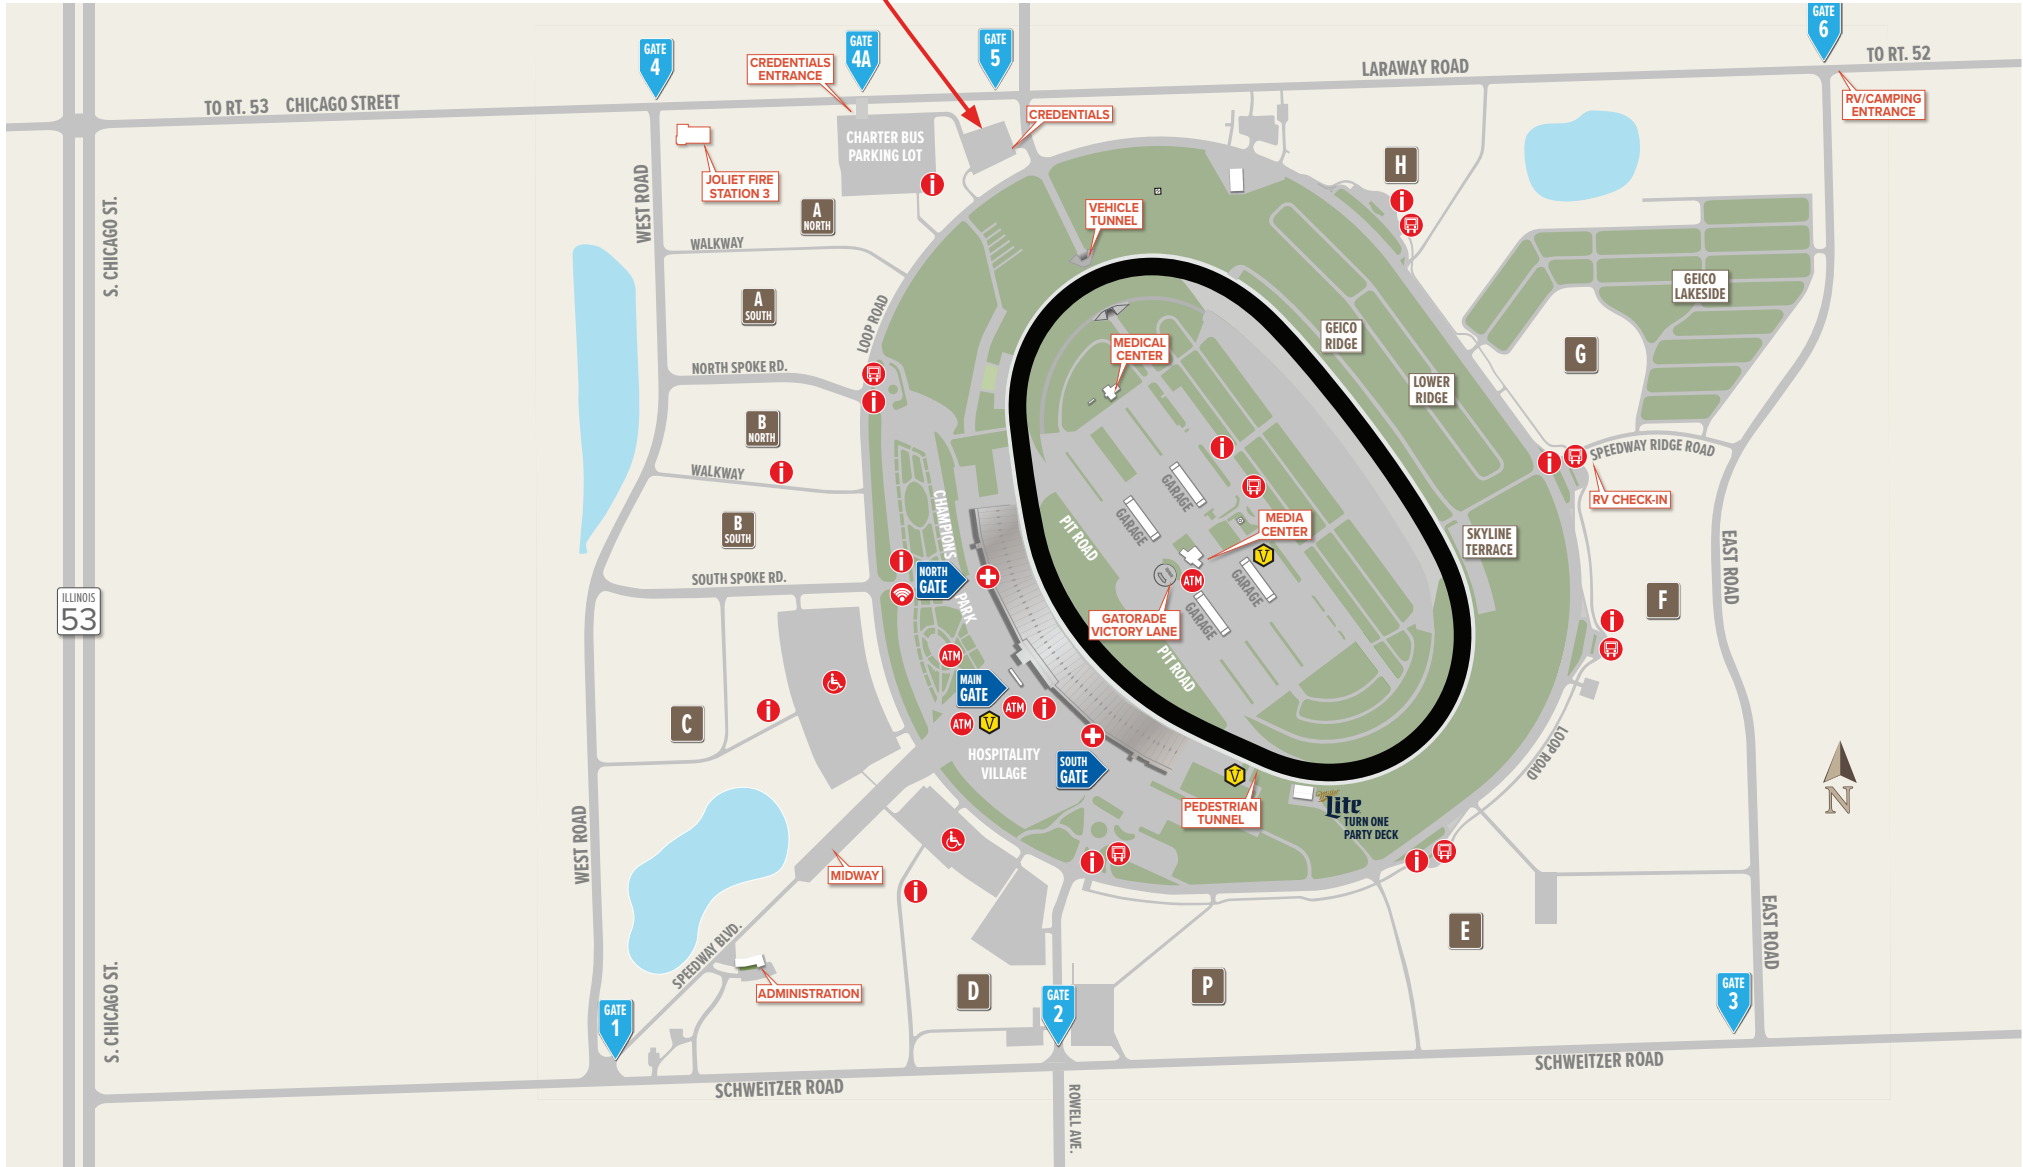 GATE
6
GATE
4
GATE
4A
GATE
5
TO RT. 52
LARAWAY ROAD
CREDENTIALS
ENTRANCE
TO RT. 53 CHICAGO STREET
RV/CAMPING
ENTRANCE
CREDENTIALS
CHARTER BUS
PARKING LOT
JOLIET FIRE
STATION 3
H
i
i
WEST ROAD
A
NORTH
VEHICLE
TUNNEL
S. CHICAGO ST.
WALKWAY
GEICO
LAKESIDE
A
SOUTH
LOOP ROAD
GEICO
RIDGE
MEDICAL
CENTER
G
NORTH SPOKE RD.
LOWER
RIDGE
i
B
NORTH
i
SPEEDWAY RIDGE ROAD
i
WALKWAY
i
GARAGE
RV CHECK-IN
CHAMPIONS PARK
GARAGE
PIT ROAD
MEDIA
CENTER
B
SOUTH
SKYLINE
TERRACE
i
V
EAST ROAD
SOUTH SPOKE RD.
NORTH
GATE
ATM
GARAGE
ILLINOIS
53
F
GATORADE
VICTORY LANE
GARAGE
i
ATM
PIT ROAD
MAIN
GATE
i
C
ATM
ATM
V
i
HOSPITALITY
VILLAGE
SOUTH
GATE
V
LOOP ROAD
N
PEDESTRIAN
TUNNEL
Lite
TURN ONE
PARTY DECK
WEST ROAD
i
i
MIDWAY
i
E
EAST ROAD
SPEEDWAY BLVD.
S. CHICAGO ST.
ADMINISTRATION
D
P
GATE
1
GATE
2
GATE
3
SCHWEITZER ROAD
SCHWEITZER ROAD
ROWELL AVE.